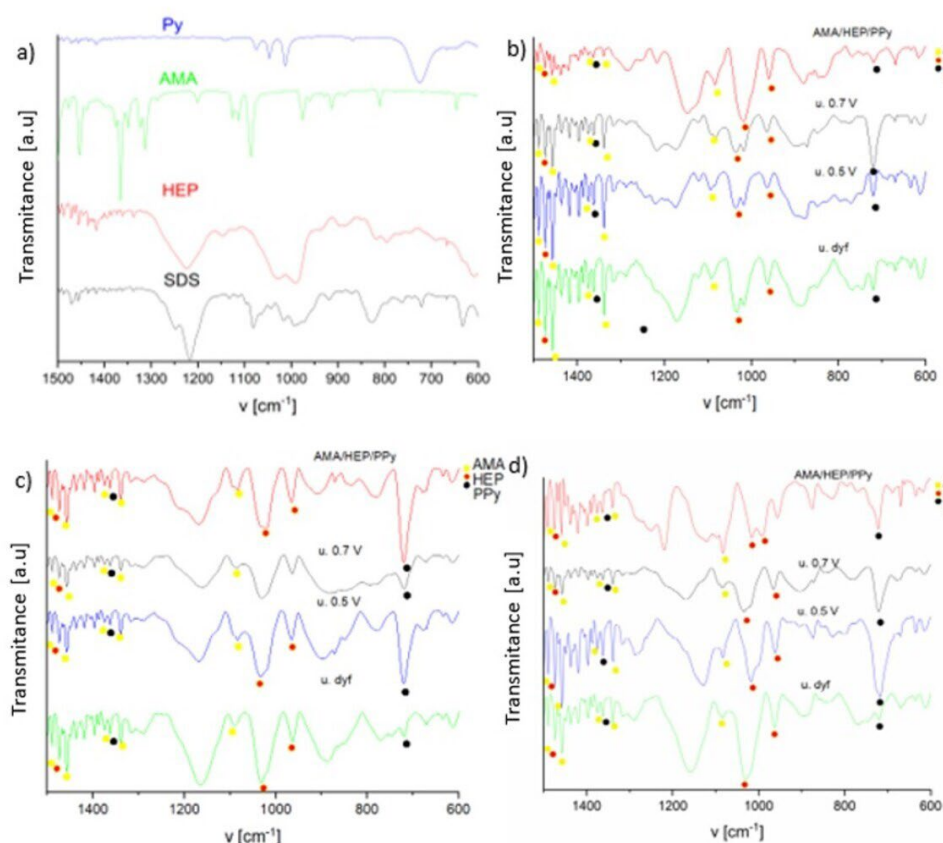 a)
Py
AMA
HEP
SDS
Transmitance [a.u]
1500 1400 1300 1200 1100 1000 900 800 700 600
v [cm⁻¹]
b)
AMA/HEP/PPy
u. 0.7 V
u. 0.5 V
u. dyf
Transmitance [a.u]
1400 1200 1000 800 600
v [cm⁻¹]
c)
AMA/HEP/PPy
AMA
HEP
PPy
u. 0.7 V
u. 0.5 V
u. dyf
Transmitance [a.u]
1400 1200 1000 800 600
v [cm⁻¹]
d)
AMA/HEP/PPy
u. 0.7 V
u. 0.5 V
u. dyf
Transmitance [a.u]
1400 1200 1000 800 600
v [cm⁻¹]